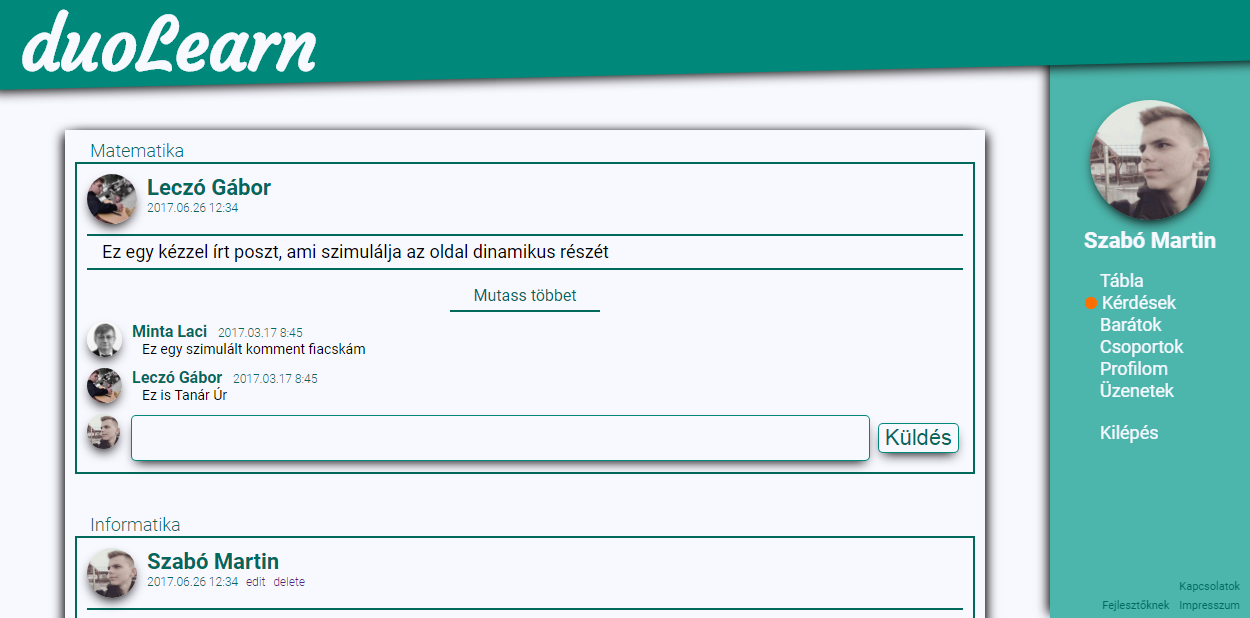 duoLearn
Matematika
Leczó Gábor
2017.06.26 12:34
Ez egy kézzel írt poszt, ami szimulálja az oldal dinamikus részét
Mutass többet
Minta Laci 2017.03.17 8:45
Ez egy szimulált komment fiacskám
Leczó Gábor 2017.03.17 8:45
Ez is Tanár Úr
Küldés
Informatika
Szabó Martin
2017.06.26 12:34 edit delete
Szabó Martin
Tábla
Kérdések
Barátok
Csoportok
Profilom
Üzenetek
Kilépés
Kapcsolatok
Fejlesztőknek Impresszum